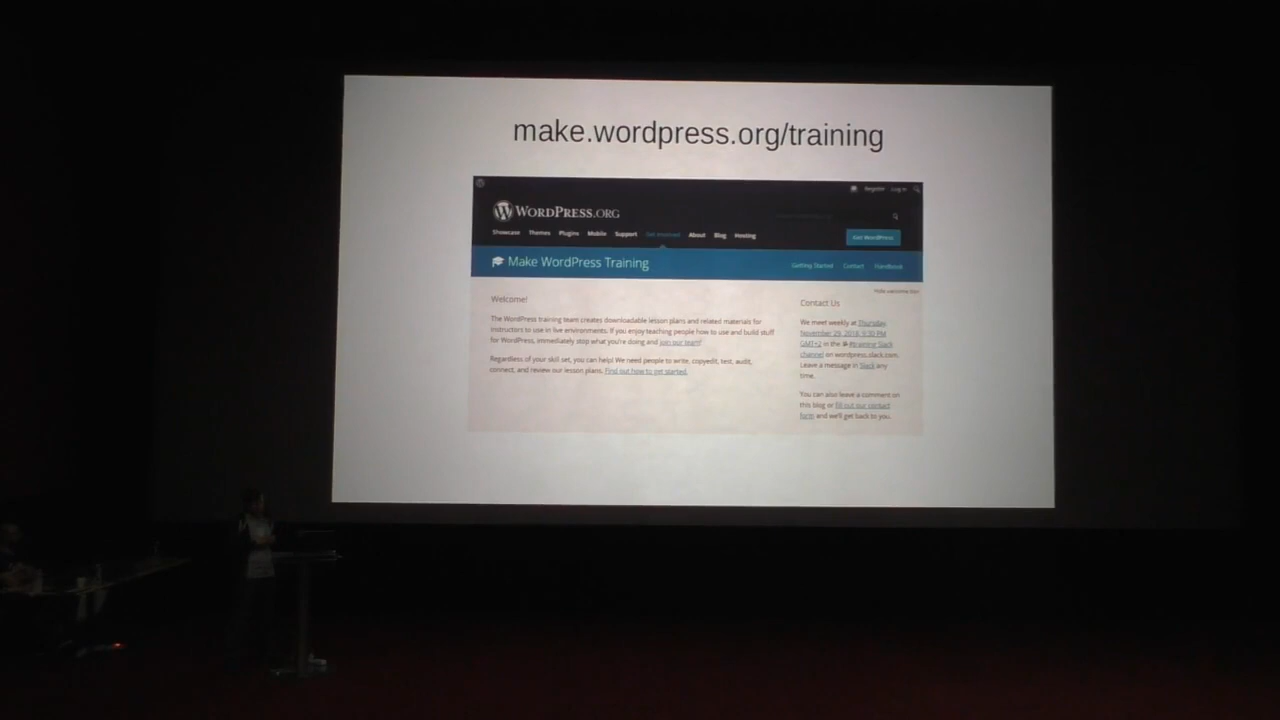 make.wordpress.org/training
Register Log In
WORDPRESS.ORG
Showcase Themes Plugins Mobile Support Get Involved About Blog Hosting
Get WordPress
Make WordPress Training
Getting Started Contact Handbook
Hide welcome box
Welcome!
The WordPress training team creates downloadable lesson plans and related materials for
instructors to use in live environments. If you enjoy teaching people how to use and build stuff
for WordPress, immediately stop what you're doing and join our team!
Regardless of your skill set, you can help! We need people to write, copyedit, test, audit,
connect, and review our lesson plans. Find out how to get started.
Contact Us
We meet weekly at Thursday,
November 29, 2018, 9:30 PM
GMT+2 in the #training Slack
channel on wordpress.slack.com.
Leave a message in Slack any
time.
You can also leave a comment on
this blog or fill out our contact
form and we'll get back to you.